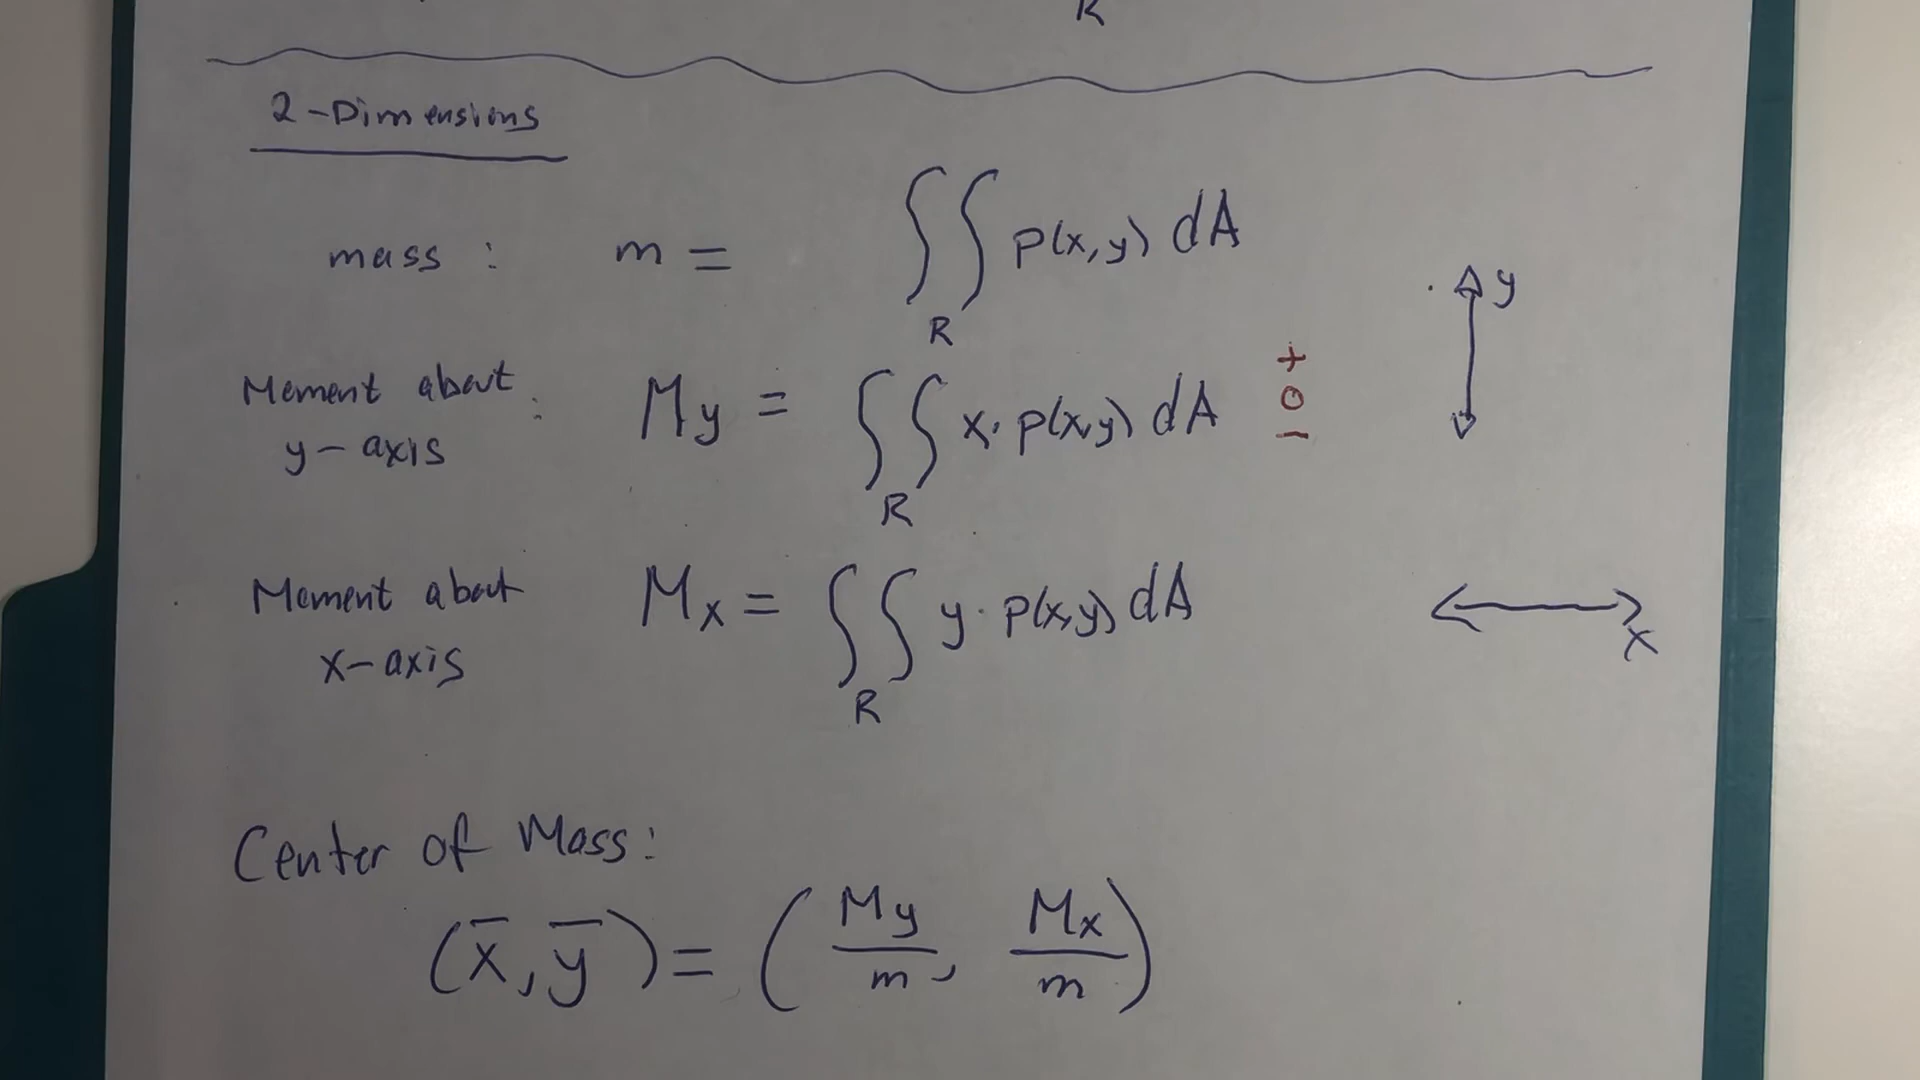 R
2-Dimensions
mass : m = ∫∫ p(x,y) dA
R
y
Moment about y-axis : My = ∫∫ x · p(x,y) dA
R
+
0
-
Moment about x-axis Mx = ∫∫ y · p(x,y) dA
R
x
Center of Mass:
(x̄, ȳ) = (My/m, Mx/m)